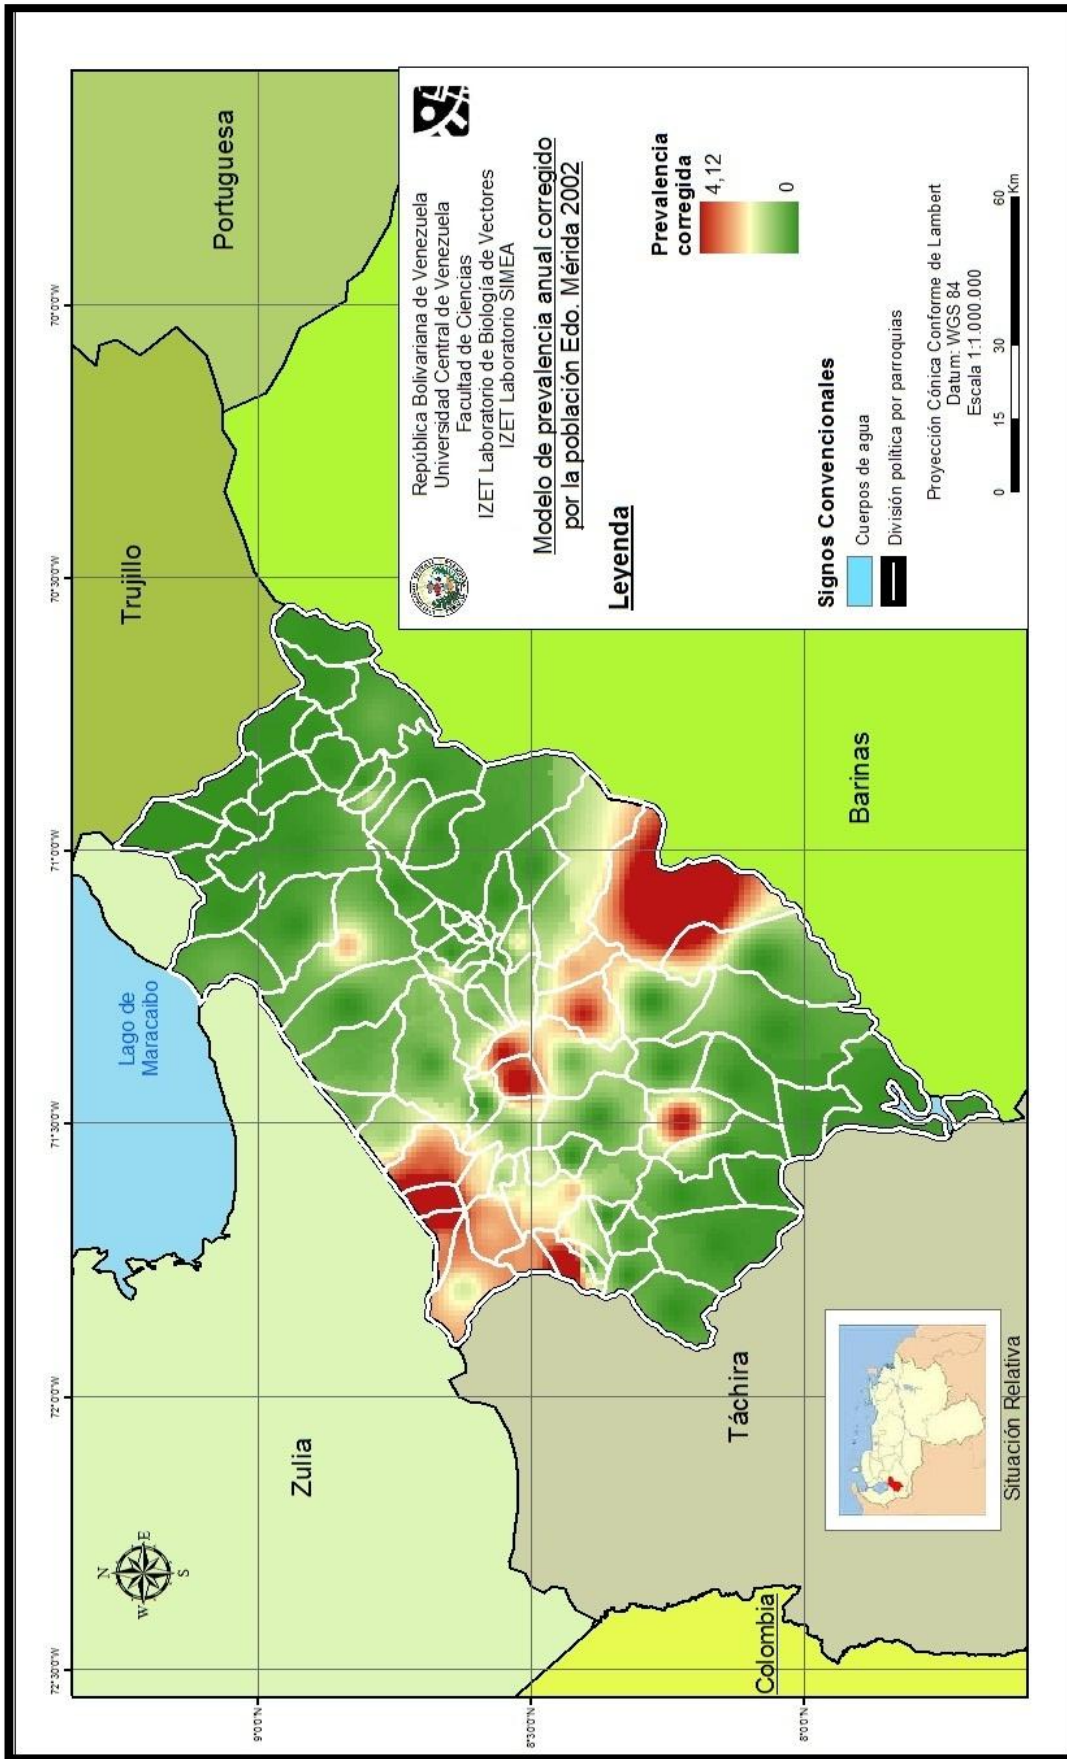 72°30'0"W
72°0'0"W
71°30'0"W
71°0'0"W
70°30'0"W
70°0'0"W
9°0'0"N
8°30'0"N
8°0'0"N
N
W
E
S
Lago de
Maracaibo
Zulia
Trujillo
Portuguesa
Táchira
Barinas
Colombia
República Bolivariana de Venezuela
Universidad Central de Venezuela
Facultad de Ciencias
IZET Laboratorio de Biología de Vectores
IZET Laboratorio SIMEA
Modelo de prevalencia anual corregido
por la población Edo. Mérida 2002
Leyenda
Prevalencia
corregida
4,12
0
Signos Convencionales
Cuerpos de agua
División política por parroquias
Proyección Cónica Conforme de Lambert
Datum: WGS 84
Escala 1:1.000.000
0 15 30 60
Km
Situación Relativa